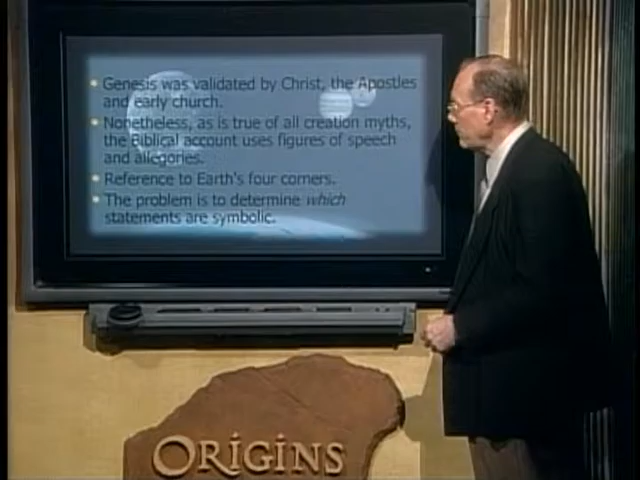 Genesis was validated by Christ, the Apostles
and early church.
Nonetheless, as is true of all creation myths,
the Biblical account uses figures of speech
and allegories.
Reference to Earth's four corners.
The problem is to determine which
statements are symbolic.
ORiGiNS